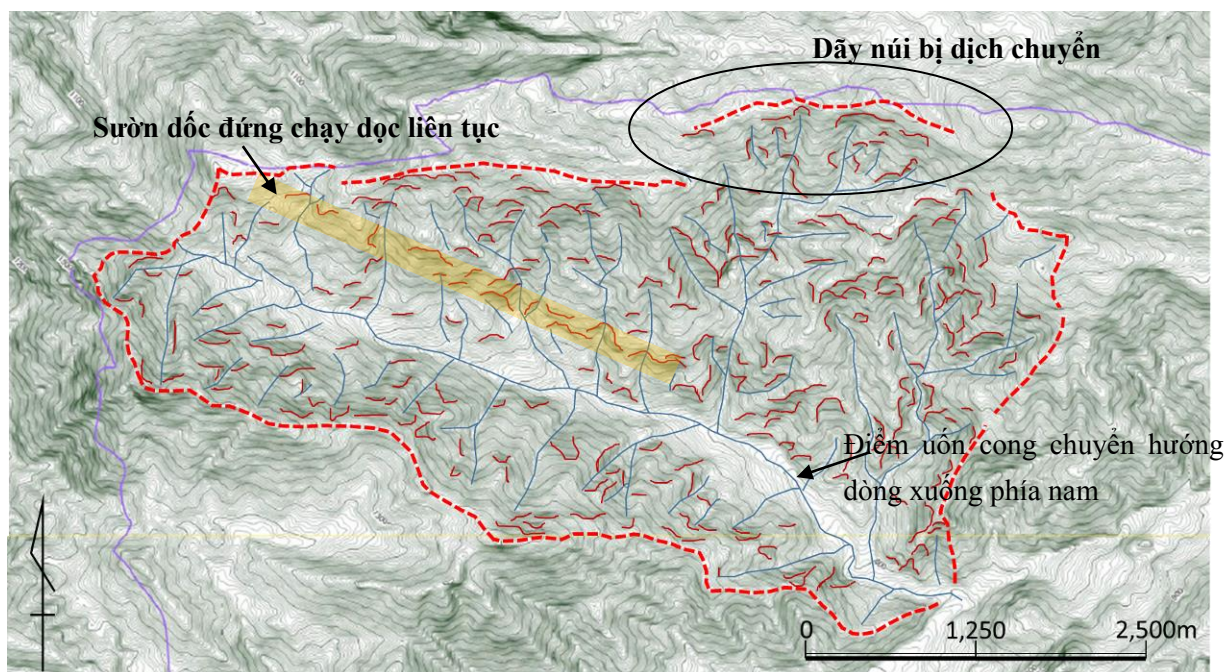 Dãy núi bị dịch chuyển
Sườn dốc đứng chạy dọc liên tục
Điểm uốn cong chuyển hướng
dòng xuống phía nam
0 1,250 2,500m